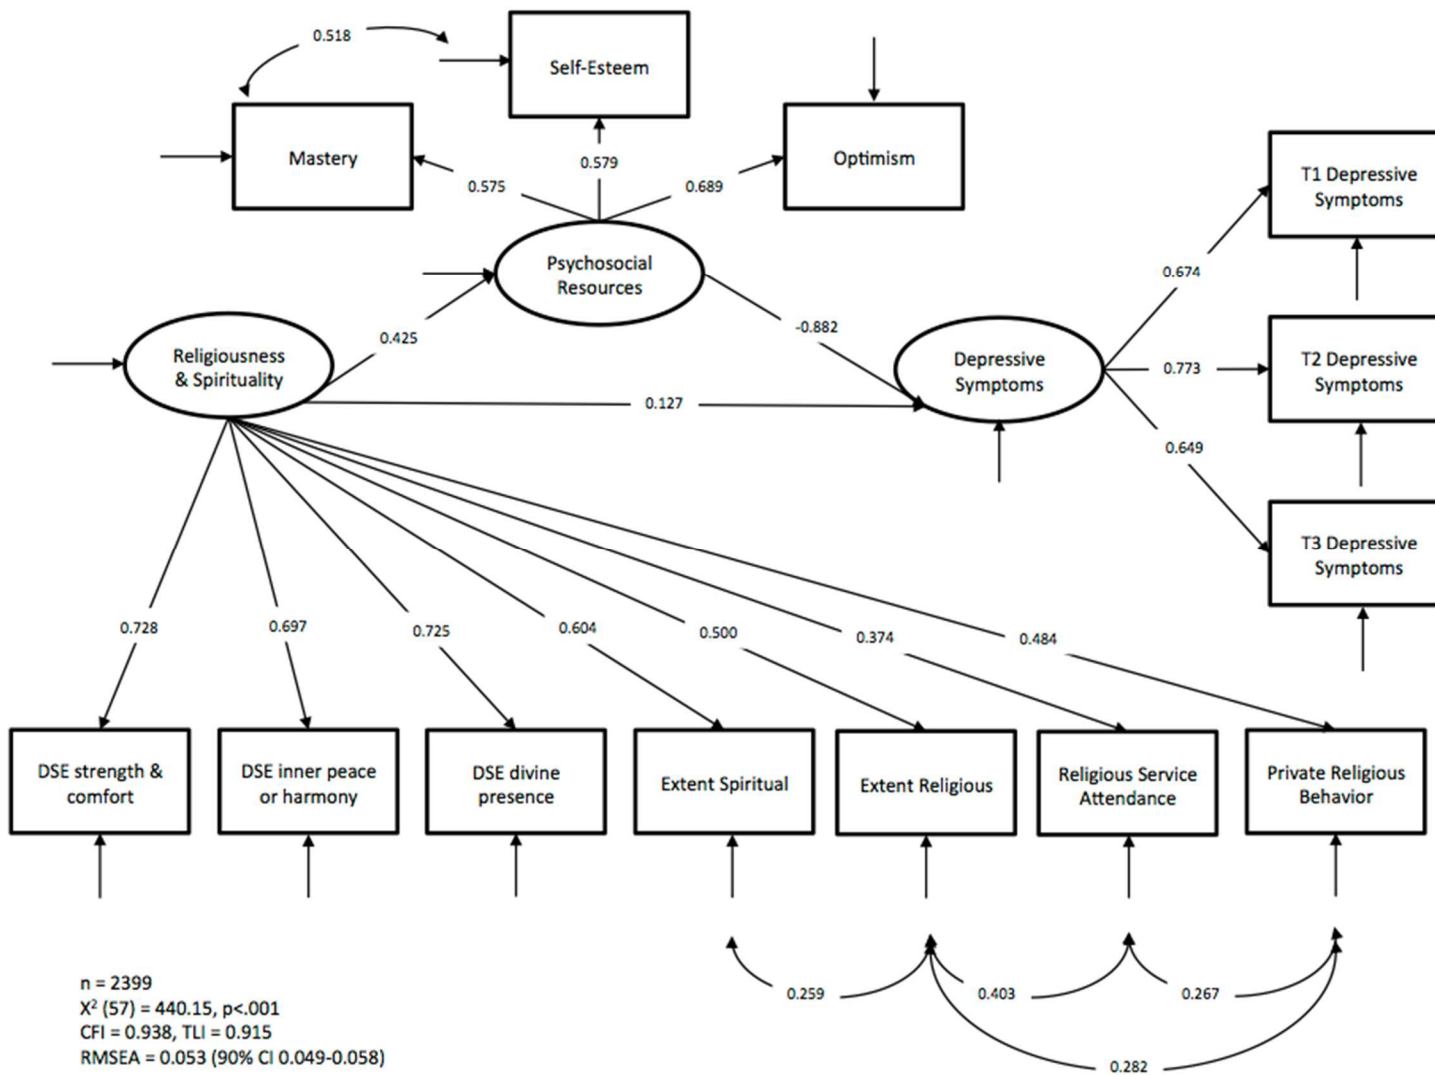 0.518
Self-Esteem
Mastery
Optimism
0.575
0.579
0.689
T1 Depressive
Symptoms
Psychosocial
Resources
0.674
Religiousness
& Spirituality
0.425
-0.882
Depressive
Symptoms
0.773
T2 Depressive
Symptoms
0.127
0.649
T3 Depressive
Symptoms
0.728
0.697
0.725
0.604
0.500
0.374
0.484
DSE strength &
comfort
DSE inner peace
or harmony
DSE divine
presence
Extent Spiritual
Extent Religious
Religious Service
Attendance
Private Religious
Behavior
0.259
0.403
0.267
0.282
n = 2399
X² (57) = 440.15, p<.001
CFI = 0.938, TLI = 0.915
RMSEA = 0.053 (90% CI 0.049-0.058)